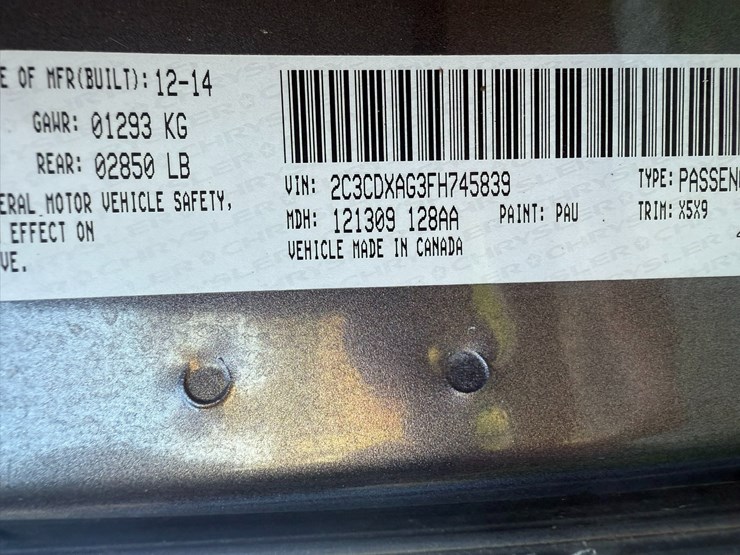 E OF MFR(BUILT): 12-14
GAWR: 01293 KG
REAR: 02850 LB
ERAL MOTOR VEHICLE SAFETY,
EFFECT ON
VE.
VIN: 2C3CDXAG3FH745839
TYPE: PASSEN
MDH: 121309 128AA PAINT: PAU TRIM: X5X9
VEHICLE MADE IN CANADA